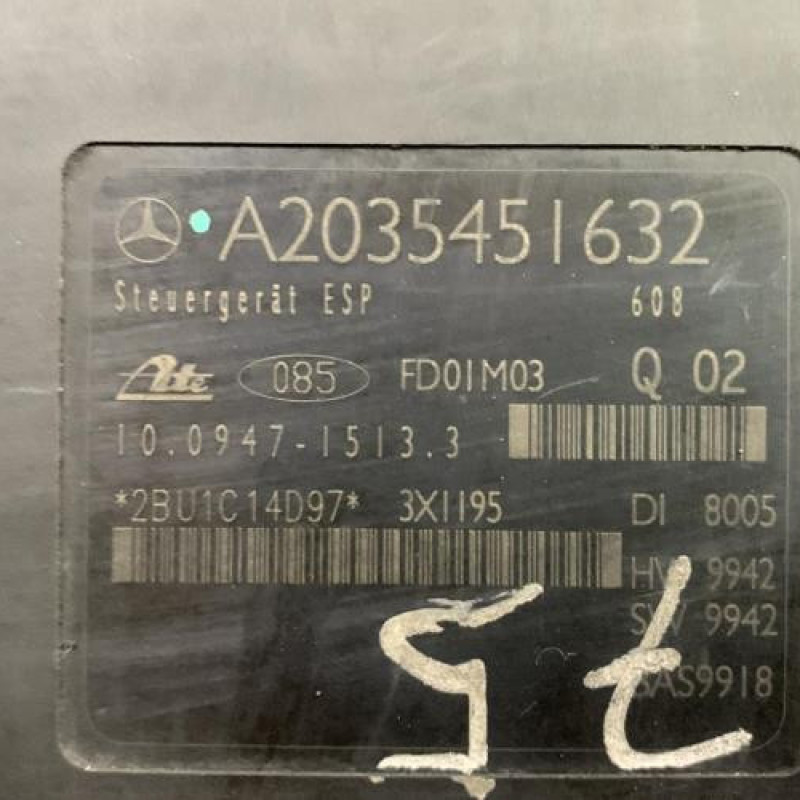 A2035451632
Steuergerät ESP 608
Ate 085 FD01M03 Q 02
10.0947-1513.3
*2BU1C14D97* 3X1195 DI 8005
HW 9942
SW 9942
BAS9918